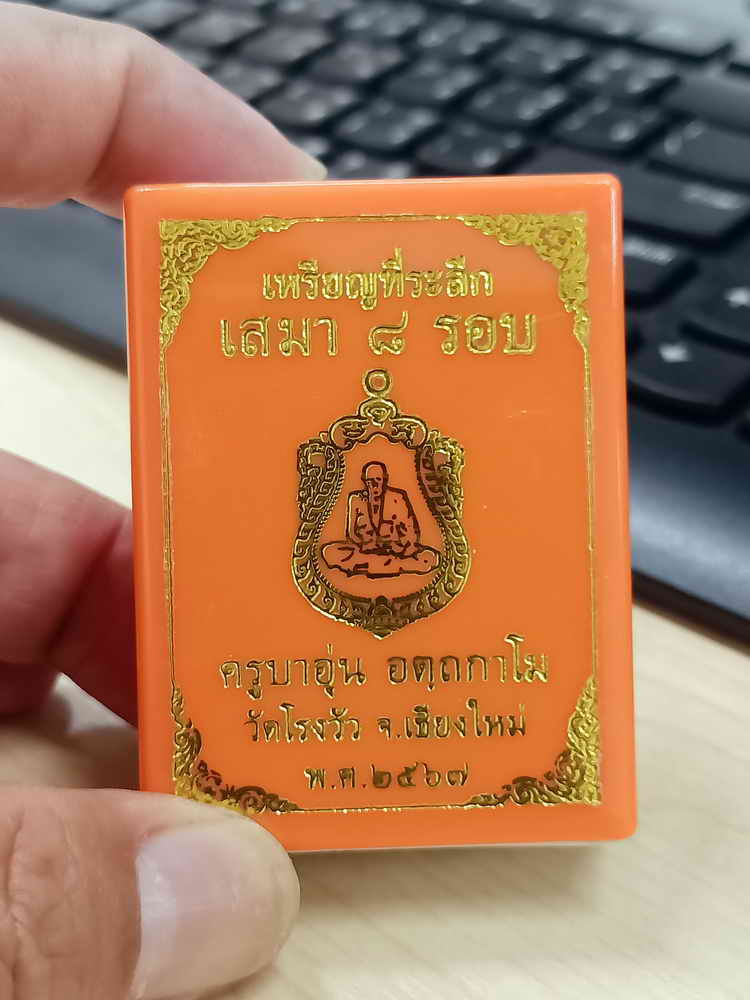 เหรียญที่ระลึก
เสมา ๘ รอบ
ครูบาอุ่น อตฺถกาโม
วัดโรงวัว จ.เชียงใหม่
พ.ศ.๒๕๖๗